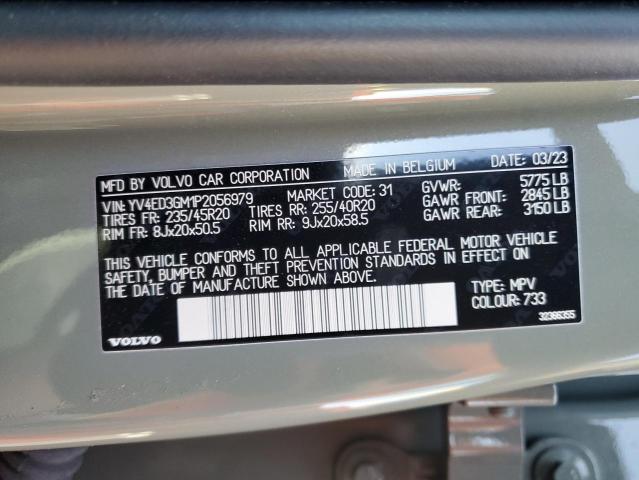 MFD BY VOLVO CAR CORPORATION MADE IN BELGIUM DATE: 03/23
VIN: YV4ED3GM1P2056979 MARKET CODE: 31 GVWR: 5775 LB
TIRES FR: 235/45R20 TIRES RR: 255/40R20 GAWR FRONT: 2845 LB
RIM FR: 8Jx20x50.5 RIM RR: 9Jx20x58.5 GAWR REAR: 3150 LB
THIS VEHICLE CONFORMS TO ALL APPLICABLE FEDERAL MOTOR VEHICLE
SAFETY, BUMPER AND THEFT PREVENTION STANDARDS IN EFFECT ON
THE DATE OF MANUFACTURE SHOWN ABOVE.
TYPE: MPV
COLOUR: 733
VOLVO 32366355